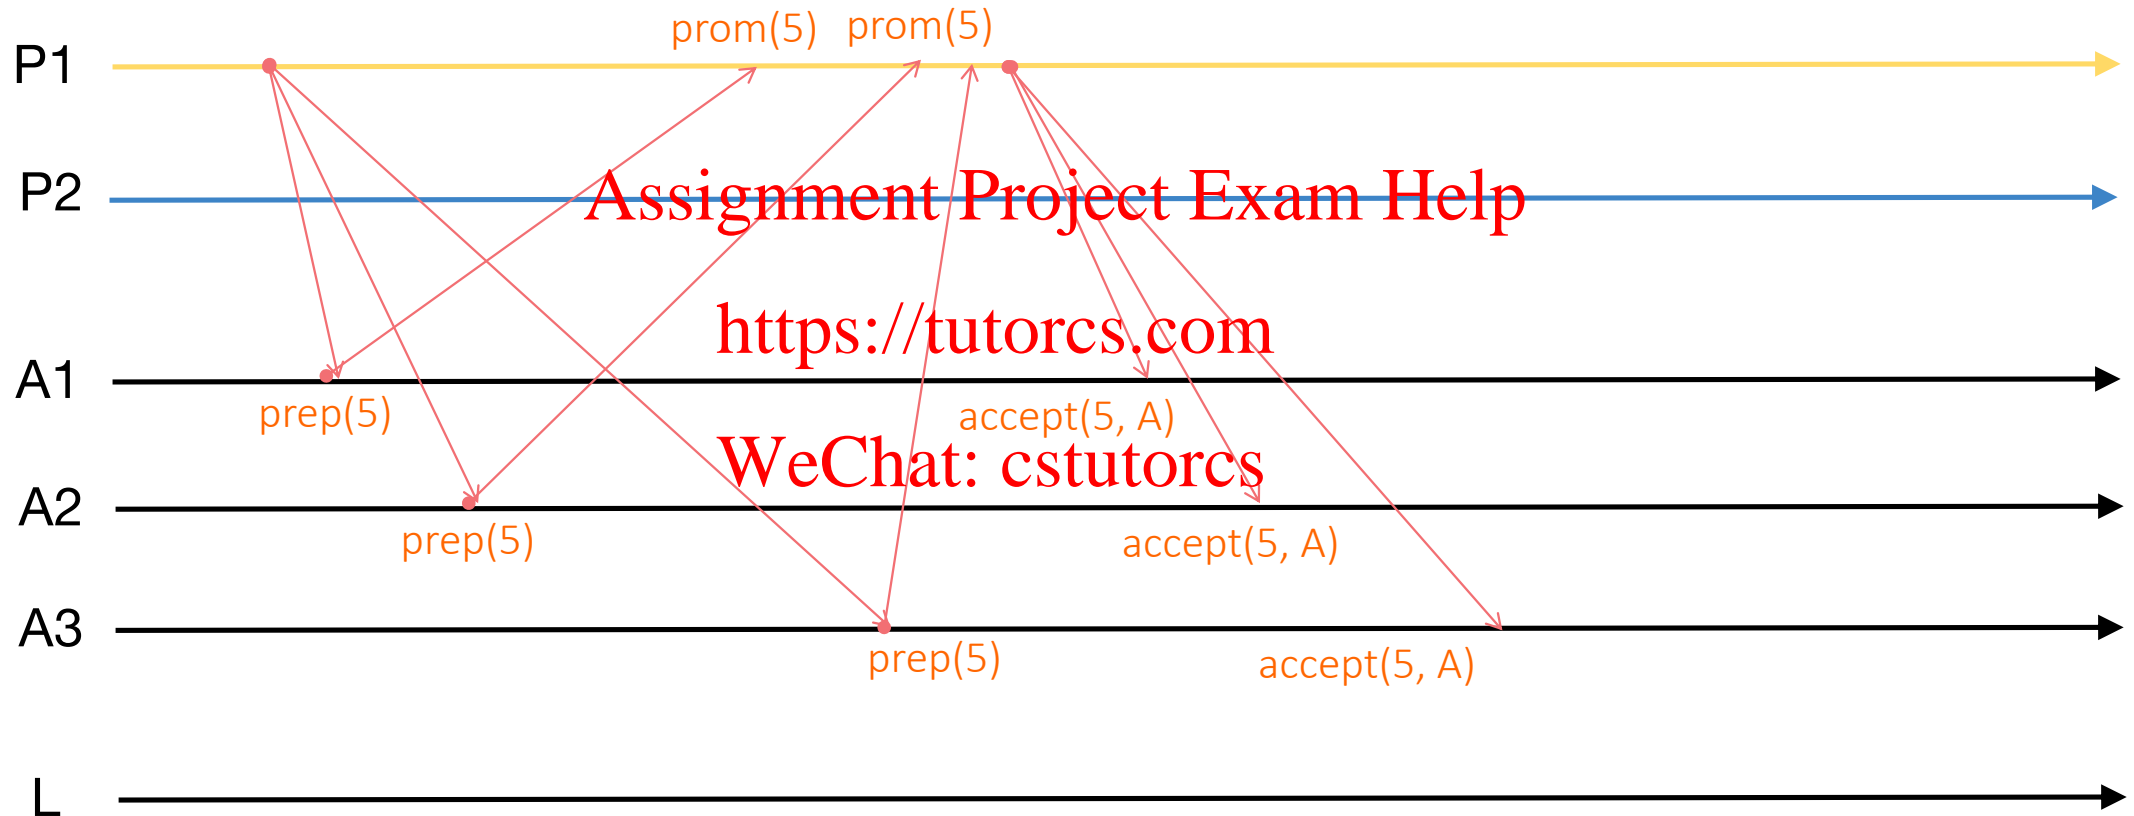 prom(5) prom(5)
P1
P2
Assignment Project Exam Help
https://tutorcs.com
A1
prep(5) accept(5, A)
WeChat: cstutorcs
A2
prep(5) accept(5, A)
A3
prep(5) accept(5, A)
L